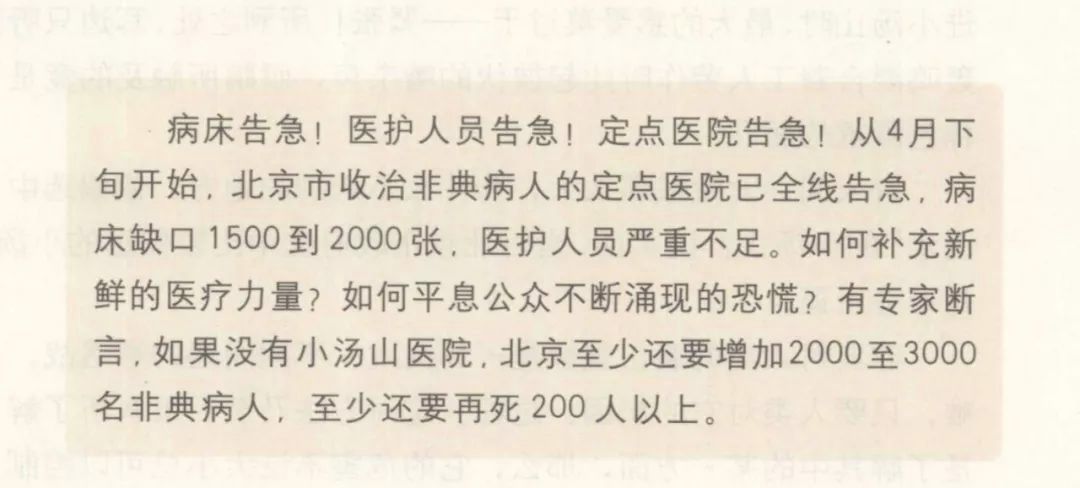 病床告急！医护人员告急！定点医院告急！从4月下
旬开始，北京市收治非典病人的定点医院已全线告急，病
床缺口1500到2000张，医护人员严重不足。如何补充新
鲜的医疗力量？如何平息公众不断涌现的恐慌？有专家断
言，如果没有小汤山医院，北京至少还要增加2000至3000
名非典病人，至少还要再死200人以上。